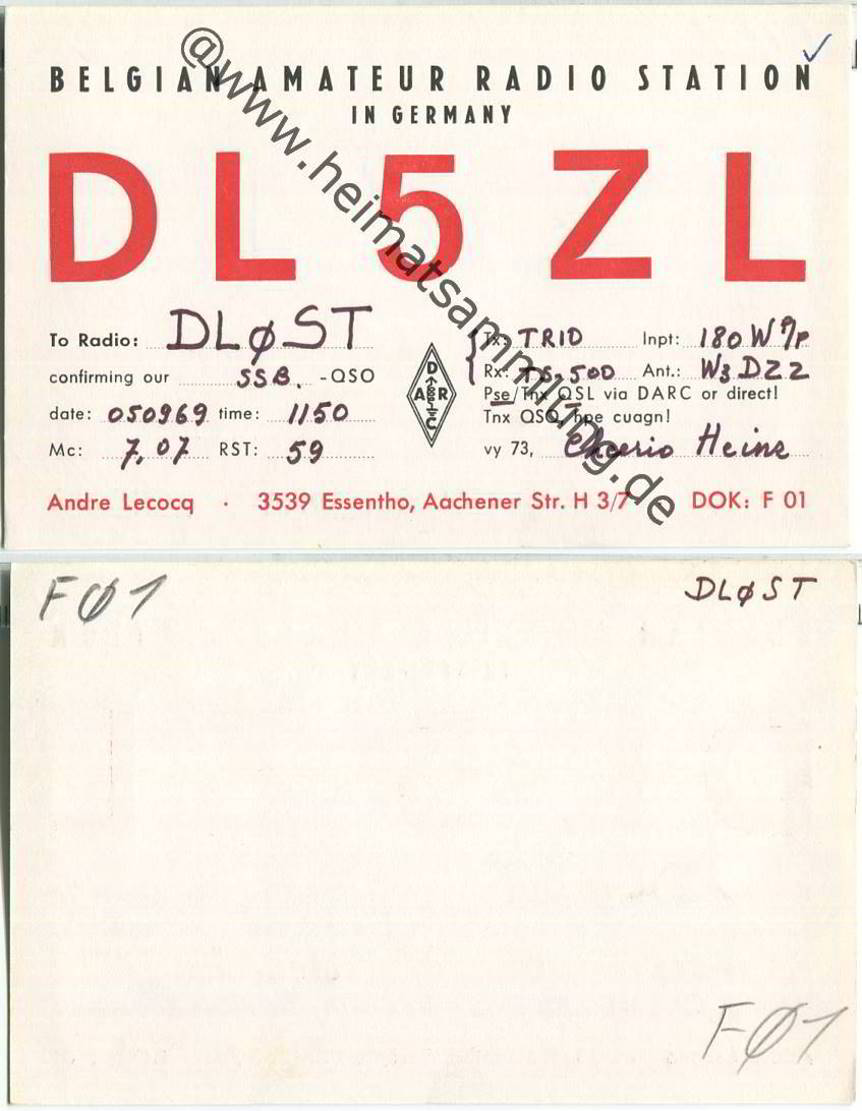 BELGIAN AMATEUR RADIO STATION
IN GERMANY
DL5ZL
To Radio: DLØST
confirming our SSB. -QSO
date: 050969 time: 1150
Mc: 7,07 RST: 59
DARC
Tx: TRIO Inpt: 180 W P/P
Rx: TS-500 Ant.: W3DZZ
Pse/Tnx QSL via DARC or direct!
Tnx QSO, hpe cuagn!
vy 73, Cheerio Heinz
Andre Lecocq · 3539 Essentho, Aachener Str. H 3/7 - DOK: F 01
@www.heimatsammlung.de
FØ1
DLØST
FØ1